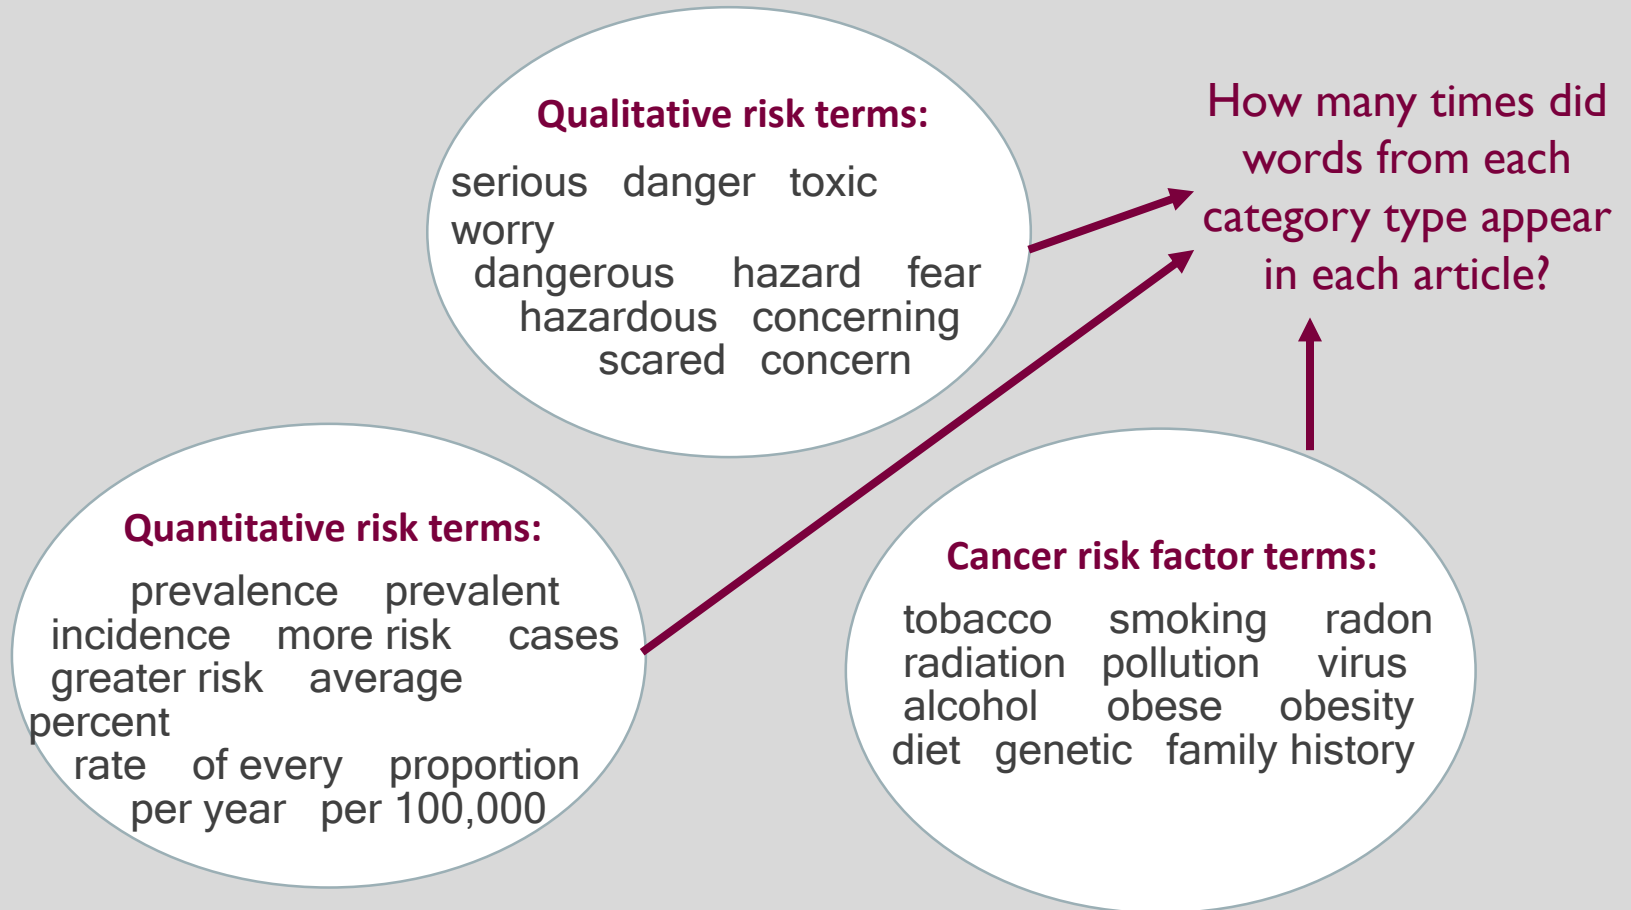 Qualitative risk terms:
serious danger toxic
worry
dangerous hazard fear
hazardous concerning
scared concern
How many times did
words from each
category type appear
in each article?
Quantitative risk terms:
prevalence prevalent
incidence more risk cases
greater risk average
percent
rate of every proportion
per year per 100,000
Cancer risk factor terms:
tobacco smoking radon
radiation pollution virus
alcohol obese obesity
diet genetic family history